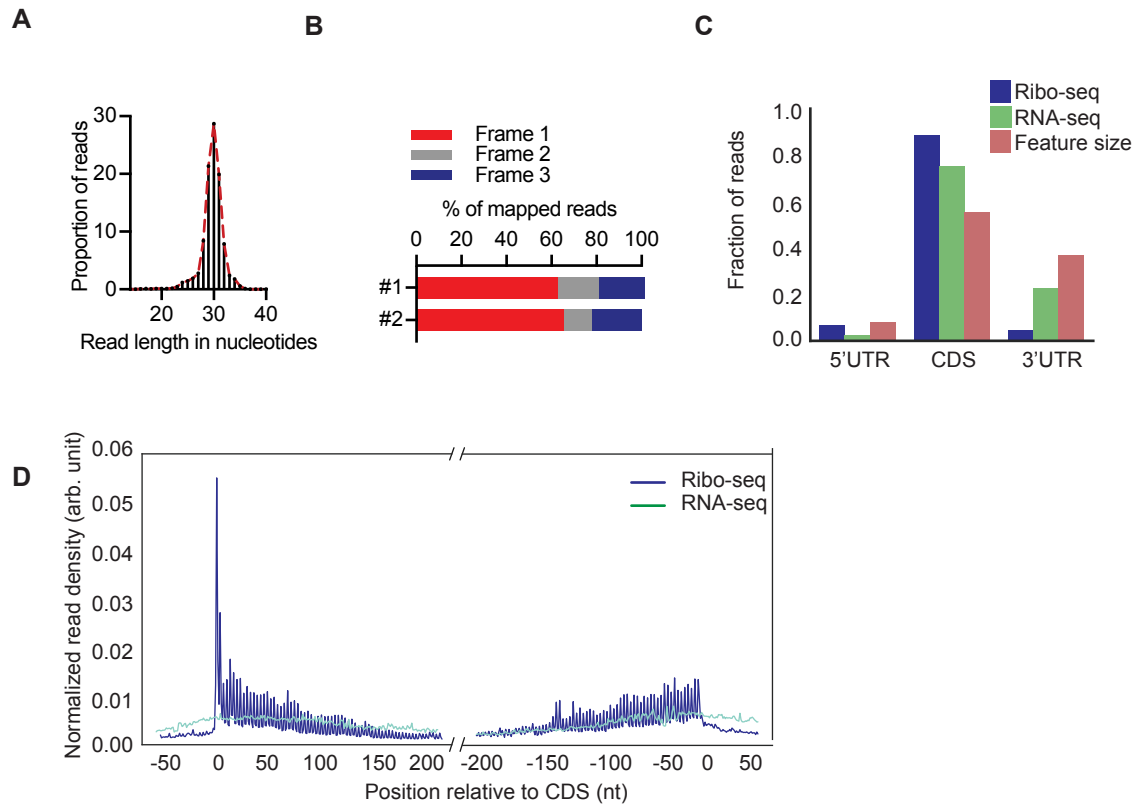 A
B
C
Proportion of reads
30
20
10
0
20
30
40
Read length in nucleotides
Frame 1
Frame 2
Frame 3
% of mapped reads
0 20 40 60 80 100
#1
#2
Ribo-seq
RNA-seq
Feature size
Fraction of reads
1.0
0.8
0.6
0.4
0.2
0.0
5'UTR CDS 3'UTR
D
Normalized read density (arb. unit)
0.06
0.05
0.04
0.03
0.02
0.01
0.00
Ribo-seq
RNA-seq
-50 0 50 100 150 200 -200 -150 -100 -50 0 50
Position relative to CDS (nt)